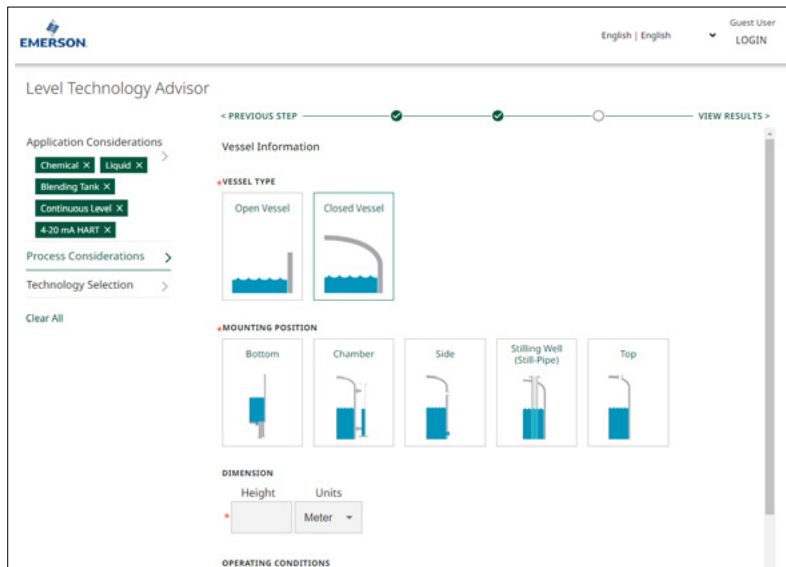 EMERSON
English | English
Guest User
LOGIN
Level Technology Advisor
< PREVIOUS STEP
VIEW RESULTS >
Application Considerations
Chemical ×
Liquid ×
Blending Tank ×
Continuous Level ×
4-20 mA HART ×
Process Considerations
Technology Selection
Clear All
Vessel Information
*VESSEL TYPE
Open Vessel
Closed Vessel
*MOUNTING POSITION
Bottom
Chamber
Side
Stilling Well
(Still-Pipe)
Top
DIMENSION
Height
Units
*
Meter
OPERATING CONDITIONS